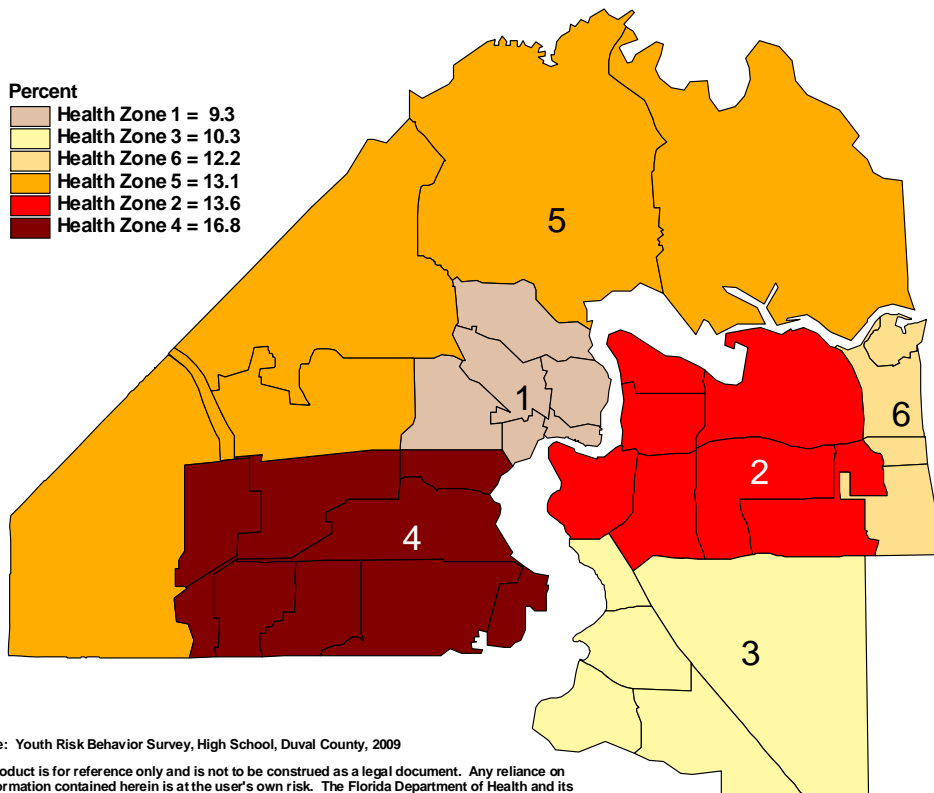 Percent
Health Zone 1 = 9.3
Health Zone 3 = 10.3
Health Zone 6 = 12.2
Health Zone 5 = 13.1
Health Zone 2 = 13.6
Health Zone 4 = 16.8
5
1
6
2
4
3
Youth Risk Behavior Survey, High School, Duval County, 2009
is for reference only and is not to be construed as a legal document. Any reliance on
contained herein is at the user's own risk. The Florida Department of Health and its